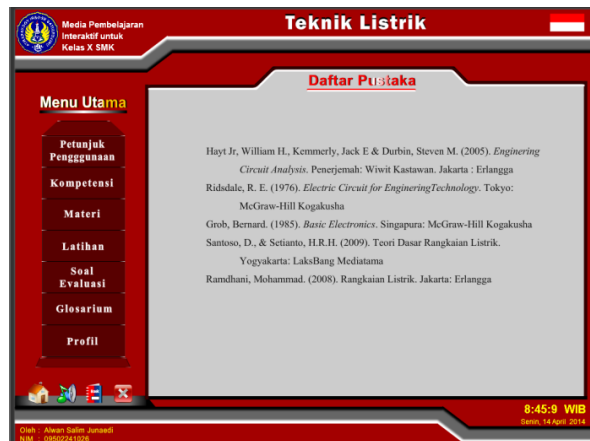 Media Pembelajaran
Interaktif untuk
Kelas X SMK
Teknik Listrik
Daftar Pustaka
Menu Utama
Petunjuk
Pengggunaan
Kompetensi
Materi
Latihan
Soal
Evaluasi
Glosarium
Profil
Hayt Jr, William H., Kemmerly, Jack E & Durbin, Steven M. (2005). Enginering
Circuit Analysis. Penerjemah: Wiwit Kastawan. Jakarta : Erlangga
Ridsdale, R. E. (1976). Electric Circuit for EngineringTechnology. Tokyo:
McGraw-Hill Kogakusha
Grob, Bernard. (1985). Basic Electronics. Singapura: McGraw-Hill Kogakusha
Santoso, D., & Setianto, H.R.H. (2009). Teori Dasar Rangkaian Listrik.
Yogyakarta: LaksBang Mediatama
Ramdhani, Mohammad. (2008). Rangkaian Listrik. Jakarta: Erlangga
8:45:9 WIB
Senin, 14 April 2014
Oleh : Alwan Salim Junaedi
NIM : 09502241026